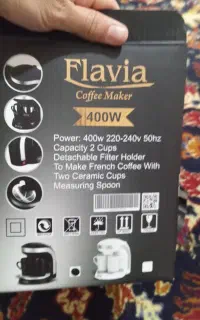 Flavia
Coffee Maker
400W
Power: 400w 220-240v 50hz
Capacity 2 Cups
Detachable Filter Holder
To Make French Coffee With
Two Ceramic Cups
Measuring Spoon